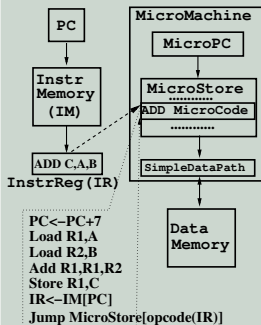 PC
Instr
Memory
(IM)
ADD C,A,B
InstrReg(IR)
MicroMachine
MicroPC
MicroStore
............
ADD MicroCode
............
SimpleDataPath
Data
Memory
PC<−PC+7
Load R1,A
Load R2,B
Add R1,R1,R2
Store R1,C
IR<−IM[PC]
Jump MicroStore[opcode(IR)]